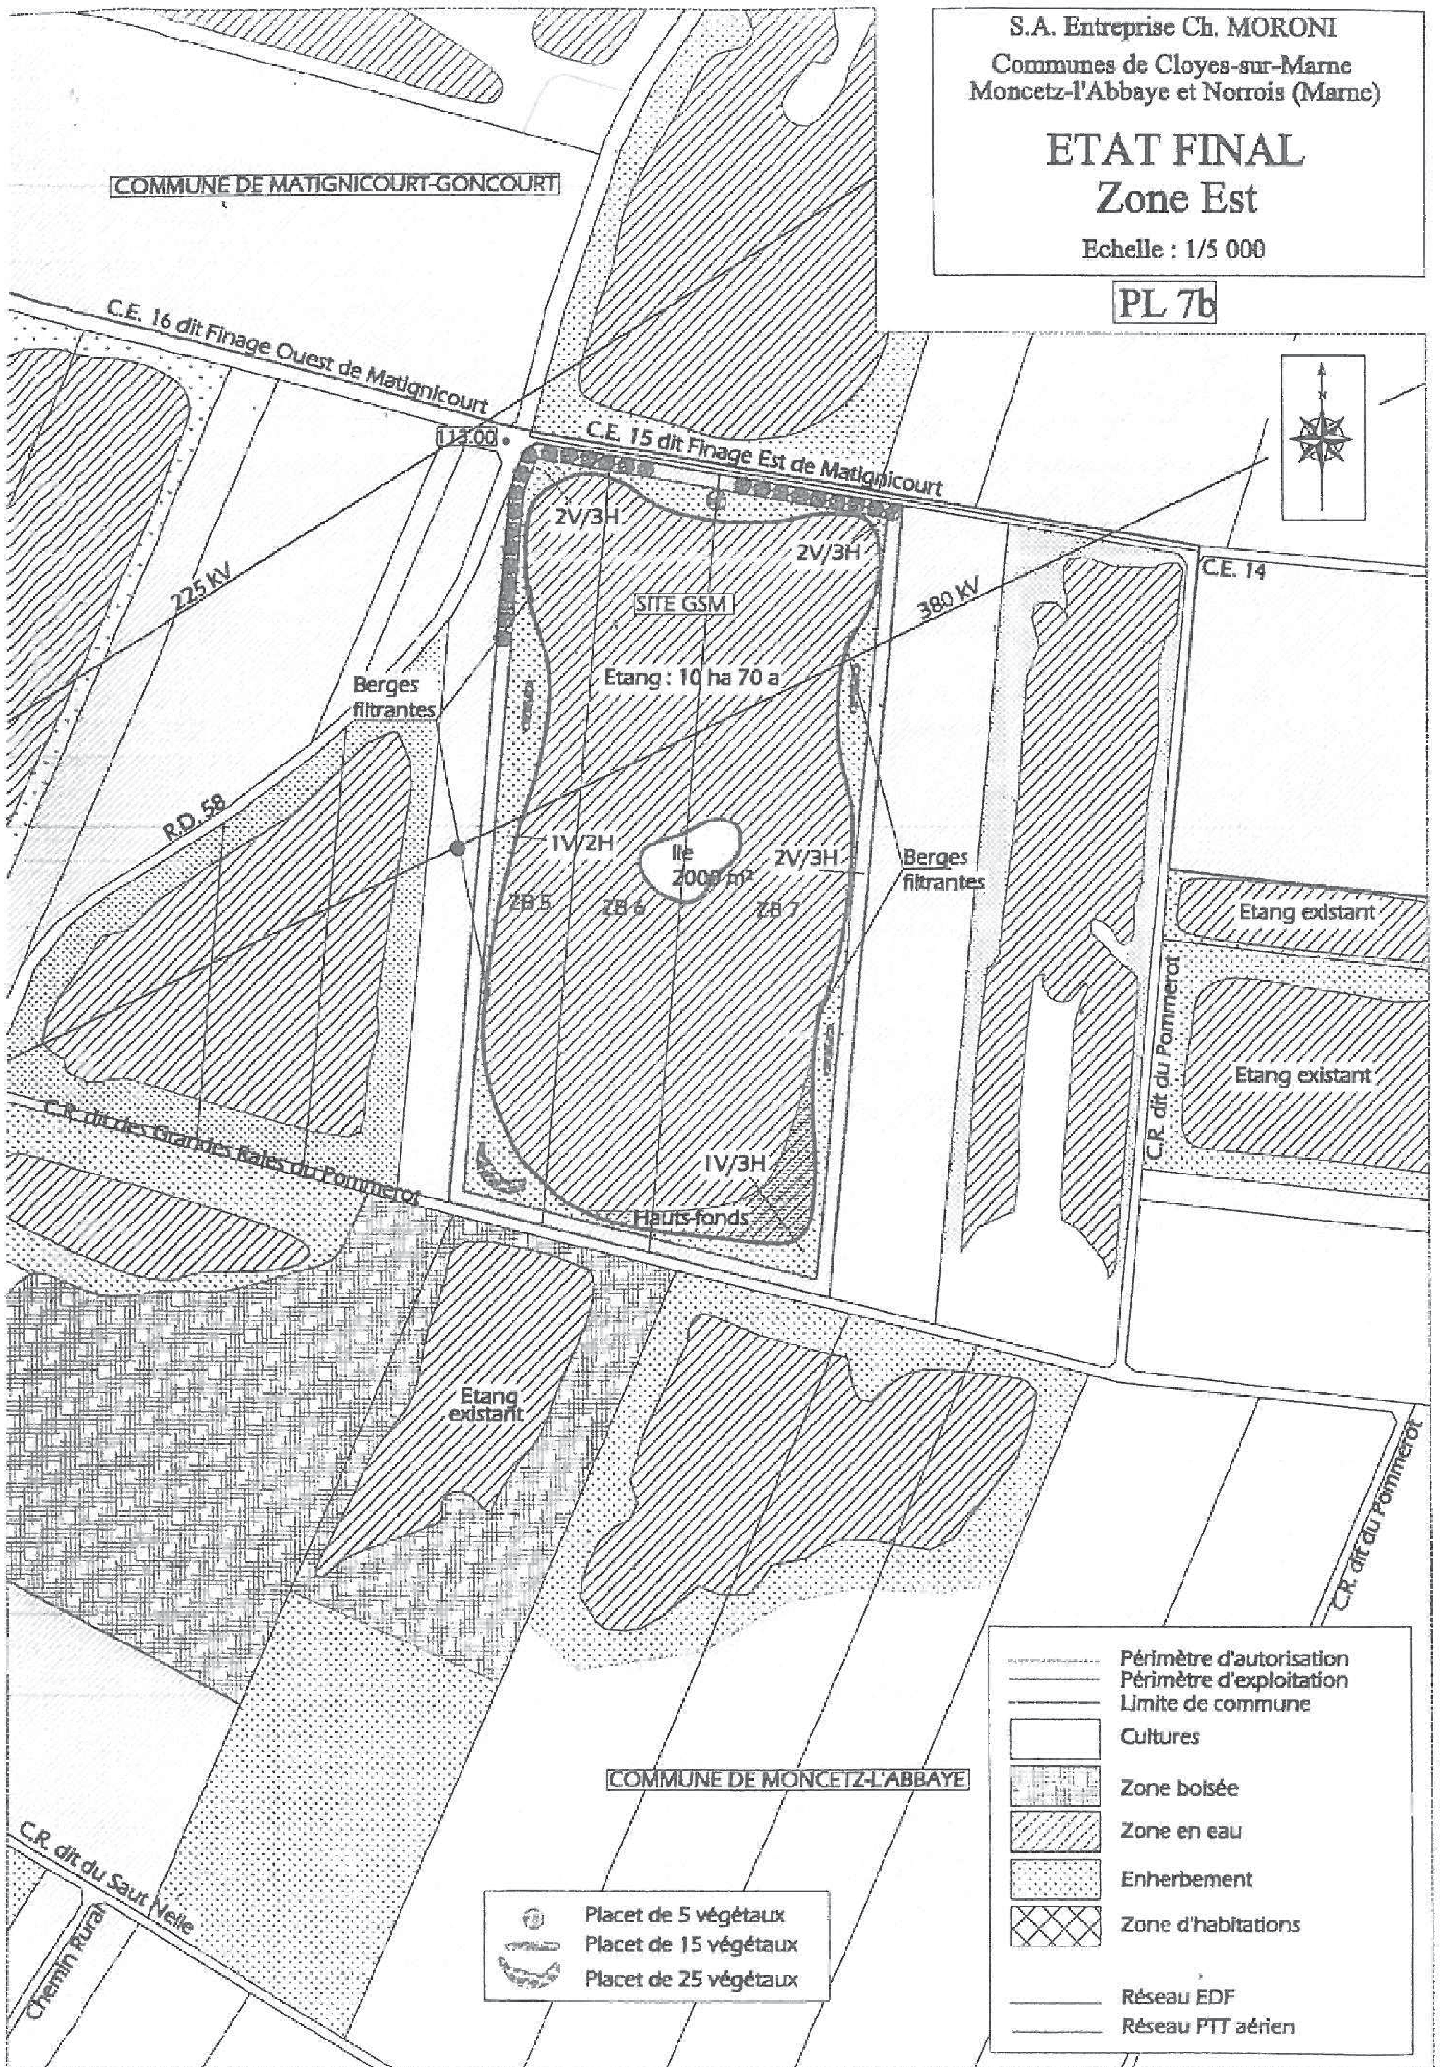 S.A. Entreprise Ch. MORONI
Communes de Cloyes-sur-Marne
Moncetz-l'Abbaye et Norrois (Marne)
ETAT FINAL
Zone Est
Echelle : 1/5 000
PL 7b
COMMUNE DE MATIGNICOURT-GONCOURT
C.E. 16 dit Finage Ouest de Matignicourt
113.00
C.E. 15 dit Finage Est de Matignicourt
N
2V/3H
2V/3H
C.E. 14
225 KV
380 KV
SITE GSM
Etang : 10 ha 70 a
Berges
filtrantes
R.D. 58
1V/2H
Ile
2000 m²
2V/3H
Berges
filtrantes
ZB 5
ZB 6
ZB 7
Etang existant
C.R. dit du Pommerot
Etang existant
C.R. dit des Grandes Raies du Pommerot
1V/3H
Hauts-fonds
Etang
existant
C.R. dit du Pommerot
COMMUNE DE MONCETZ-L'ABBAYE
C.R. dit du Saut Nelle
Chemin Rural
Placet de 5 végétaux
Placet de 15 végétaux
Placet de 25 végétaux
Périmètre d'autorisation
Périmètre d'exploitation
Limite de commune
Cultures
Zone boisée
Zone en eau
Enherbement
Zone d'habitations
Réseau EDF
Réseau PTT aérien